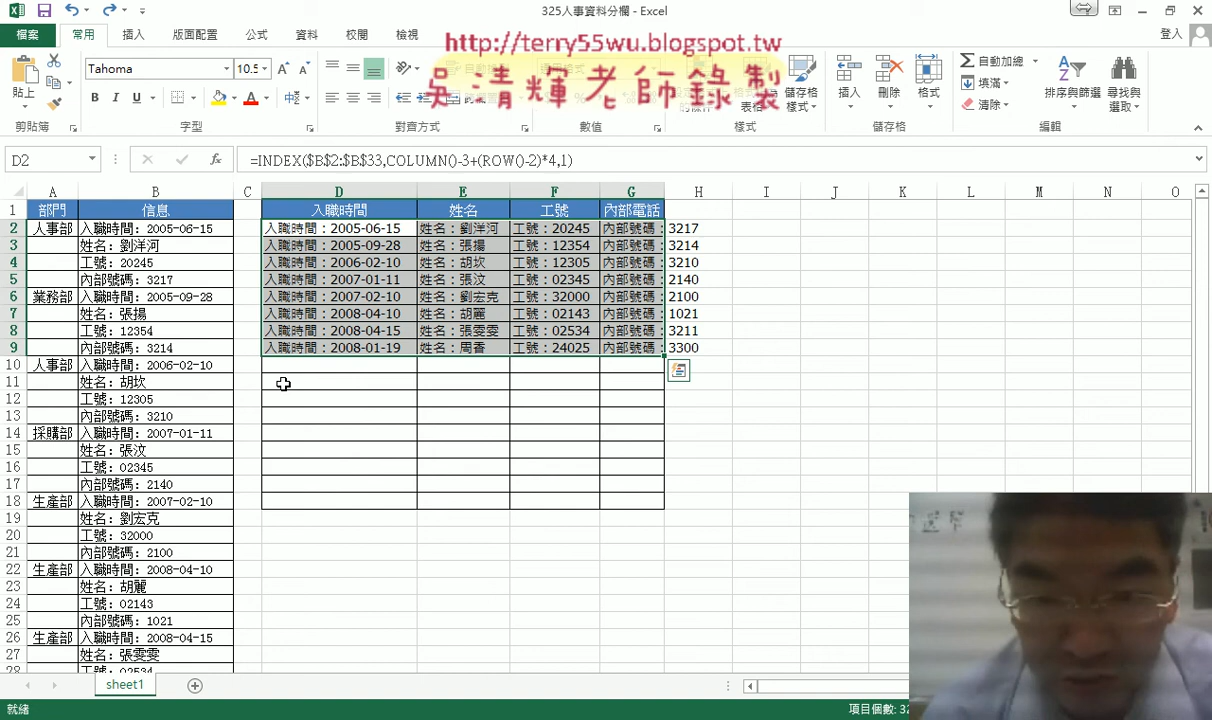 325人事資料分欄 - Excel
檔案 常用 插入 版面配置 公式 資料 校閱 檢視 登入
http://terry55wu.blogspot.tw
吳清輝老師錄製
貼上 Tahoma 10.5 B I U 插入 刪除 格式 自動加總 填滿 清除 排序與篩選 尋找與選取
剪貼簿 字型 對齊方式 數值 樣式 儲存格 編輯
D2 =INDEX($B$2:$B$33,COLUMN()-3+(ROW()-2)*4,1)
A B C D E F G H I J K L M N O
1 部門 信息 入職時間 姓名 工號 內部電話
2 人事部 入職時間：2005-06-15 入職時間：2005-06-15 姓名：劉洋河 工號：20245 內部號碼：3217
3 姓名：劉洋河 入職時間：2005-09-28 姓名：張揚 工號：12354 內部號碼：3214
4 工號：20245 入職時間：2006-02-10 姓名：胡坎 工號：12305 內部號碼：3210
5 內部號碼：3217 入職時間：2007-01-11 姓名：張汶 工號：02345 內部號碼：2140
6 業務部 入職時間：2005-09-28 入職時間：2007-02-10 姓名：劉宏克 工號：32000 內部號碼：2100
7 姓名：張揚 入職時間：2008-04-10 姓名：胡麗 工號：02143 內部號碼：1021
8 工號：12354 入職時間：2008-04-15 姓名：張雯雯 工號：02534 內部號碼：3211
9 內部號碼：3214 入職時間：2008-01-19 姓名：周香 工號：24025 內部號碼：3300
10 人事部 入職時間：2006-02-10
11 姓名：胡坎
12 工號：12305
13 內部號碼：3210
14 採購部 入職時間：2007-01-11
15 姓名：張汶
16 工號：02345
17 內部號碼：2140
18 生產部 入職時間：2007-02-10
19 姓名：劉宏克
20 工號：32000
21 內部號碼：2100
22 生產部 入職時間：2008-04-10
23 姓名：胡麗
24 工號：02143
25 內部號碼：1021
26 生產部 入職時間：2008-04-15
27 姓名：張雯雯
28 工號：02534
sheet1
就緒 項目個數: 32